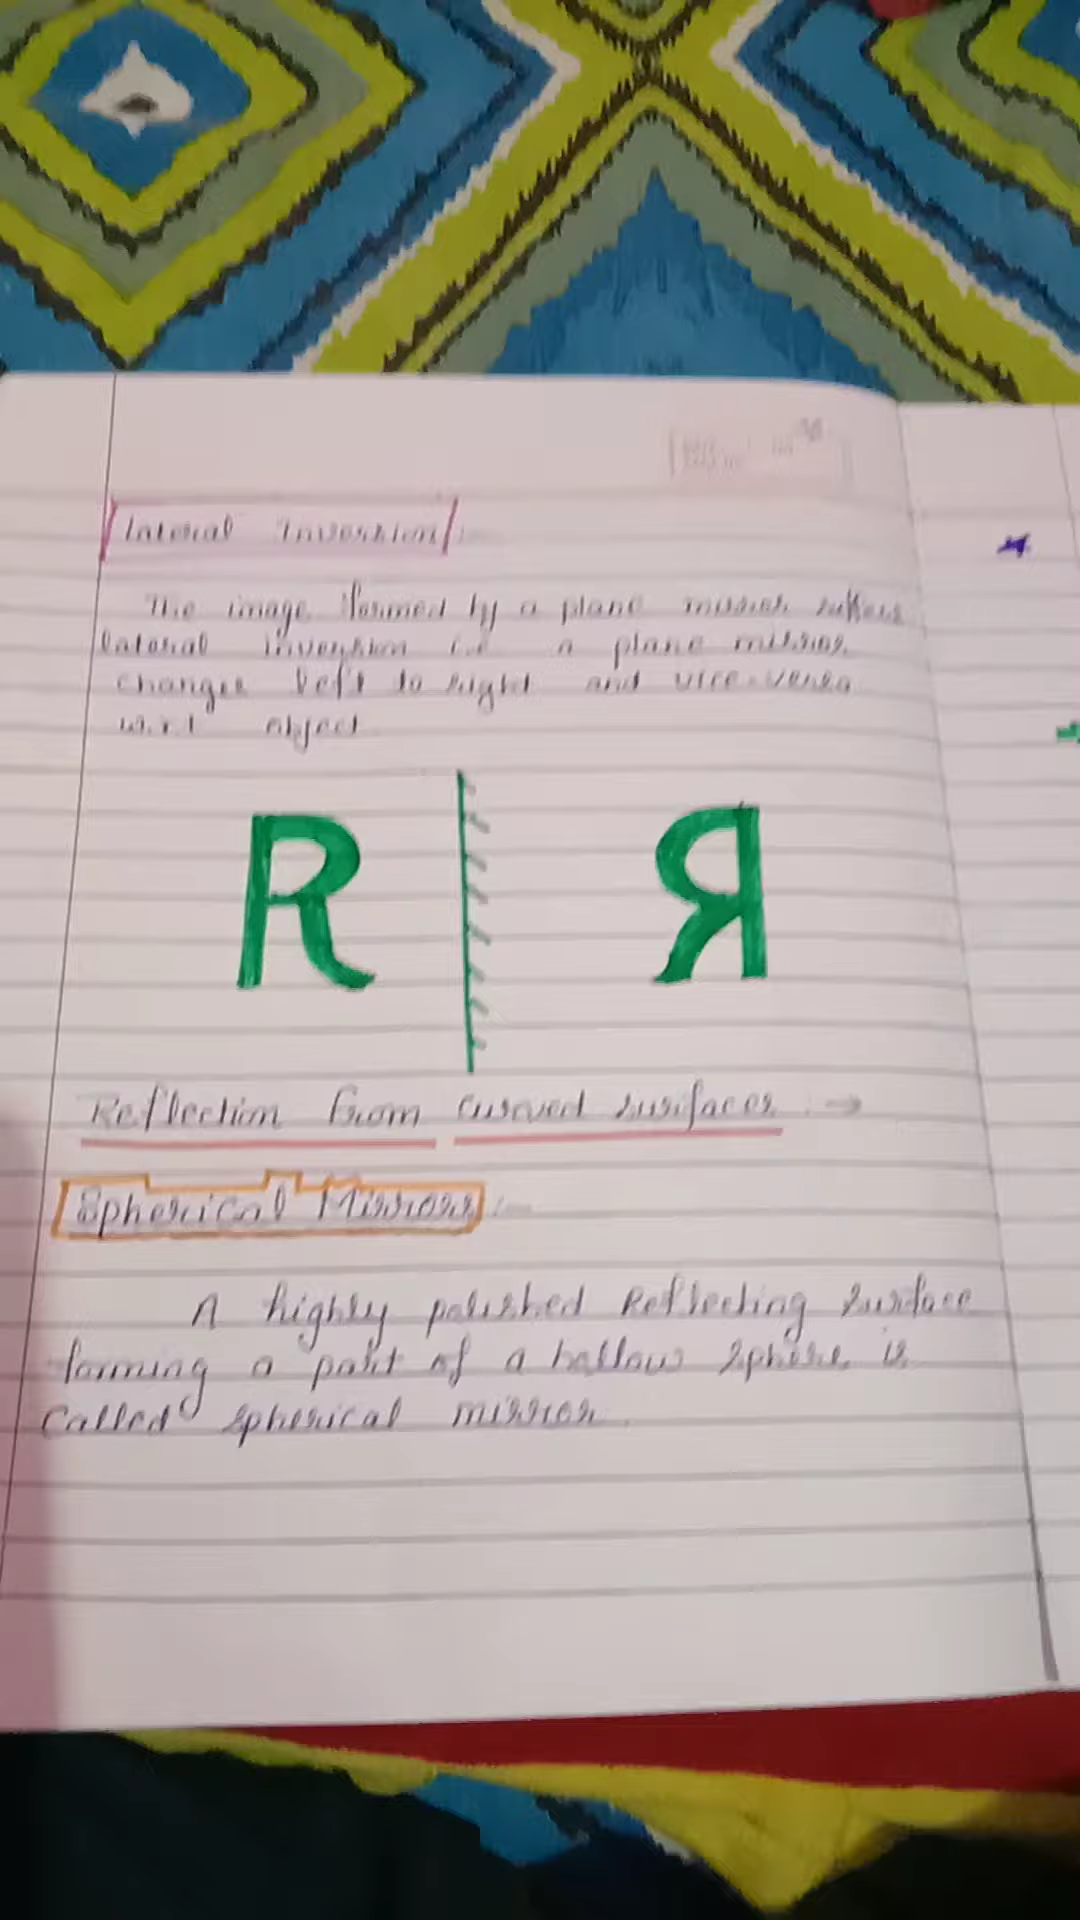 Lateral Inversion :-
The image formed by a plane mirror suffers
lateral inversion i.e a plane mirror
changes left to right and vice-versa
w.r.t object
R Я
Reflection from curved surfaces :→
Spherical Mirrors :-
A highly polished Reflecting surface
forming a part of a hollow sphere is
called spherical mirror.